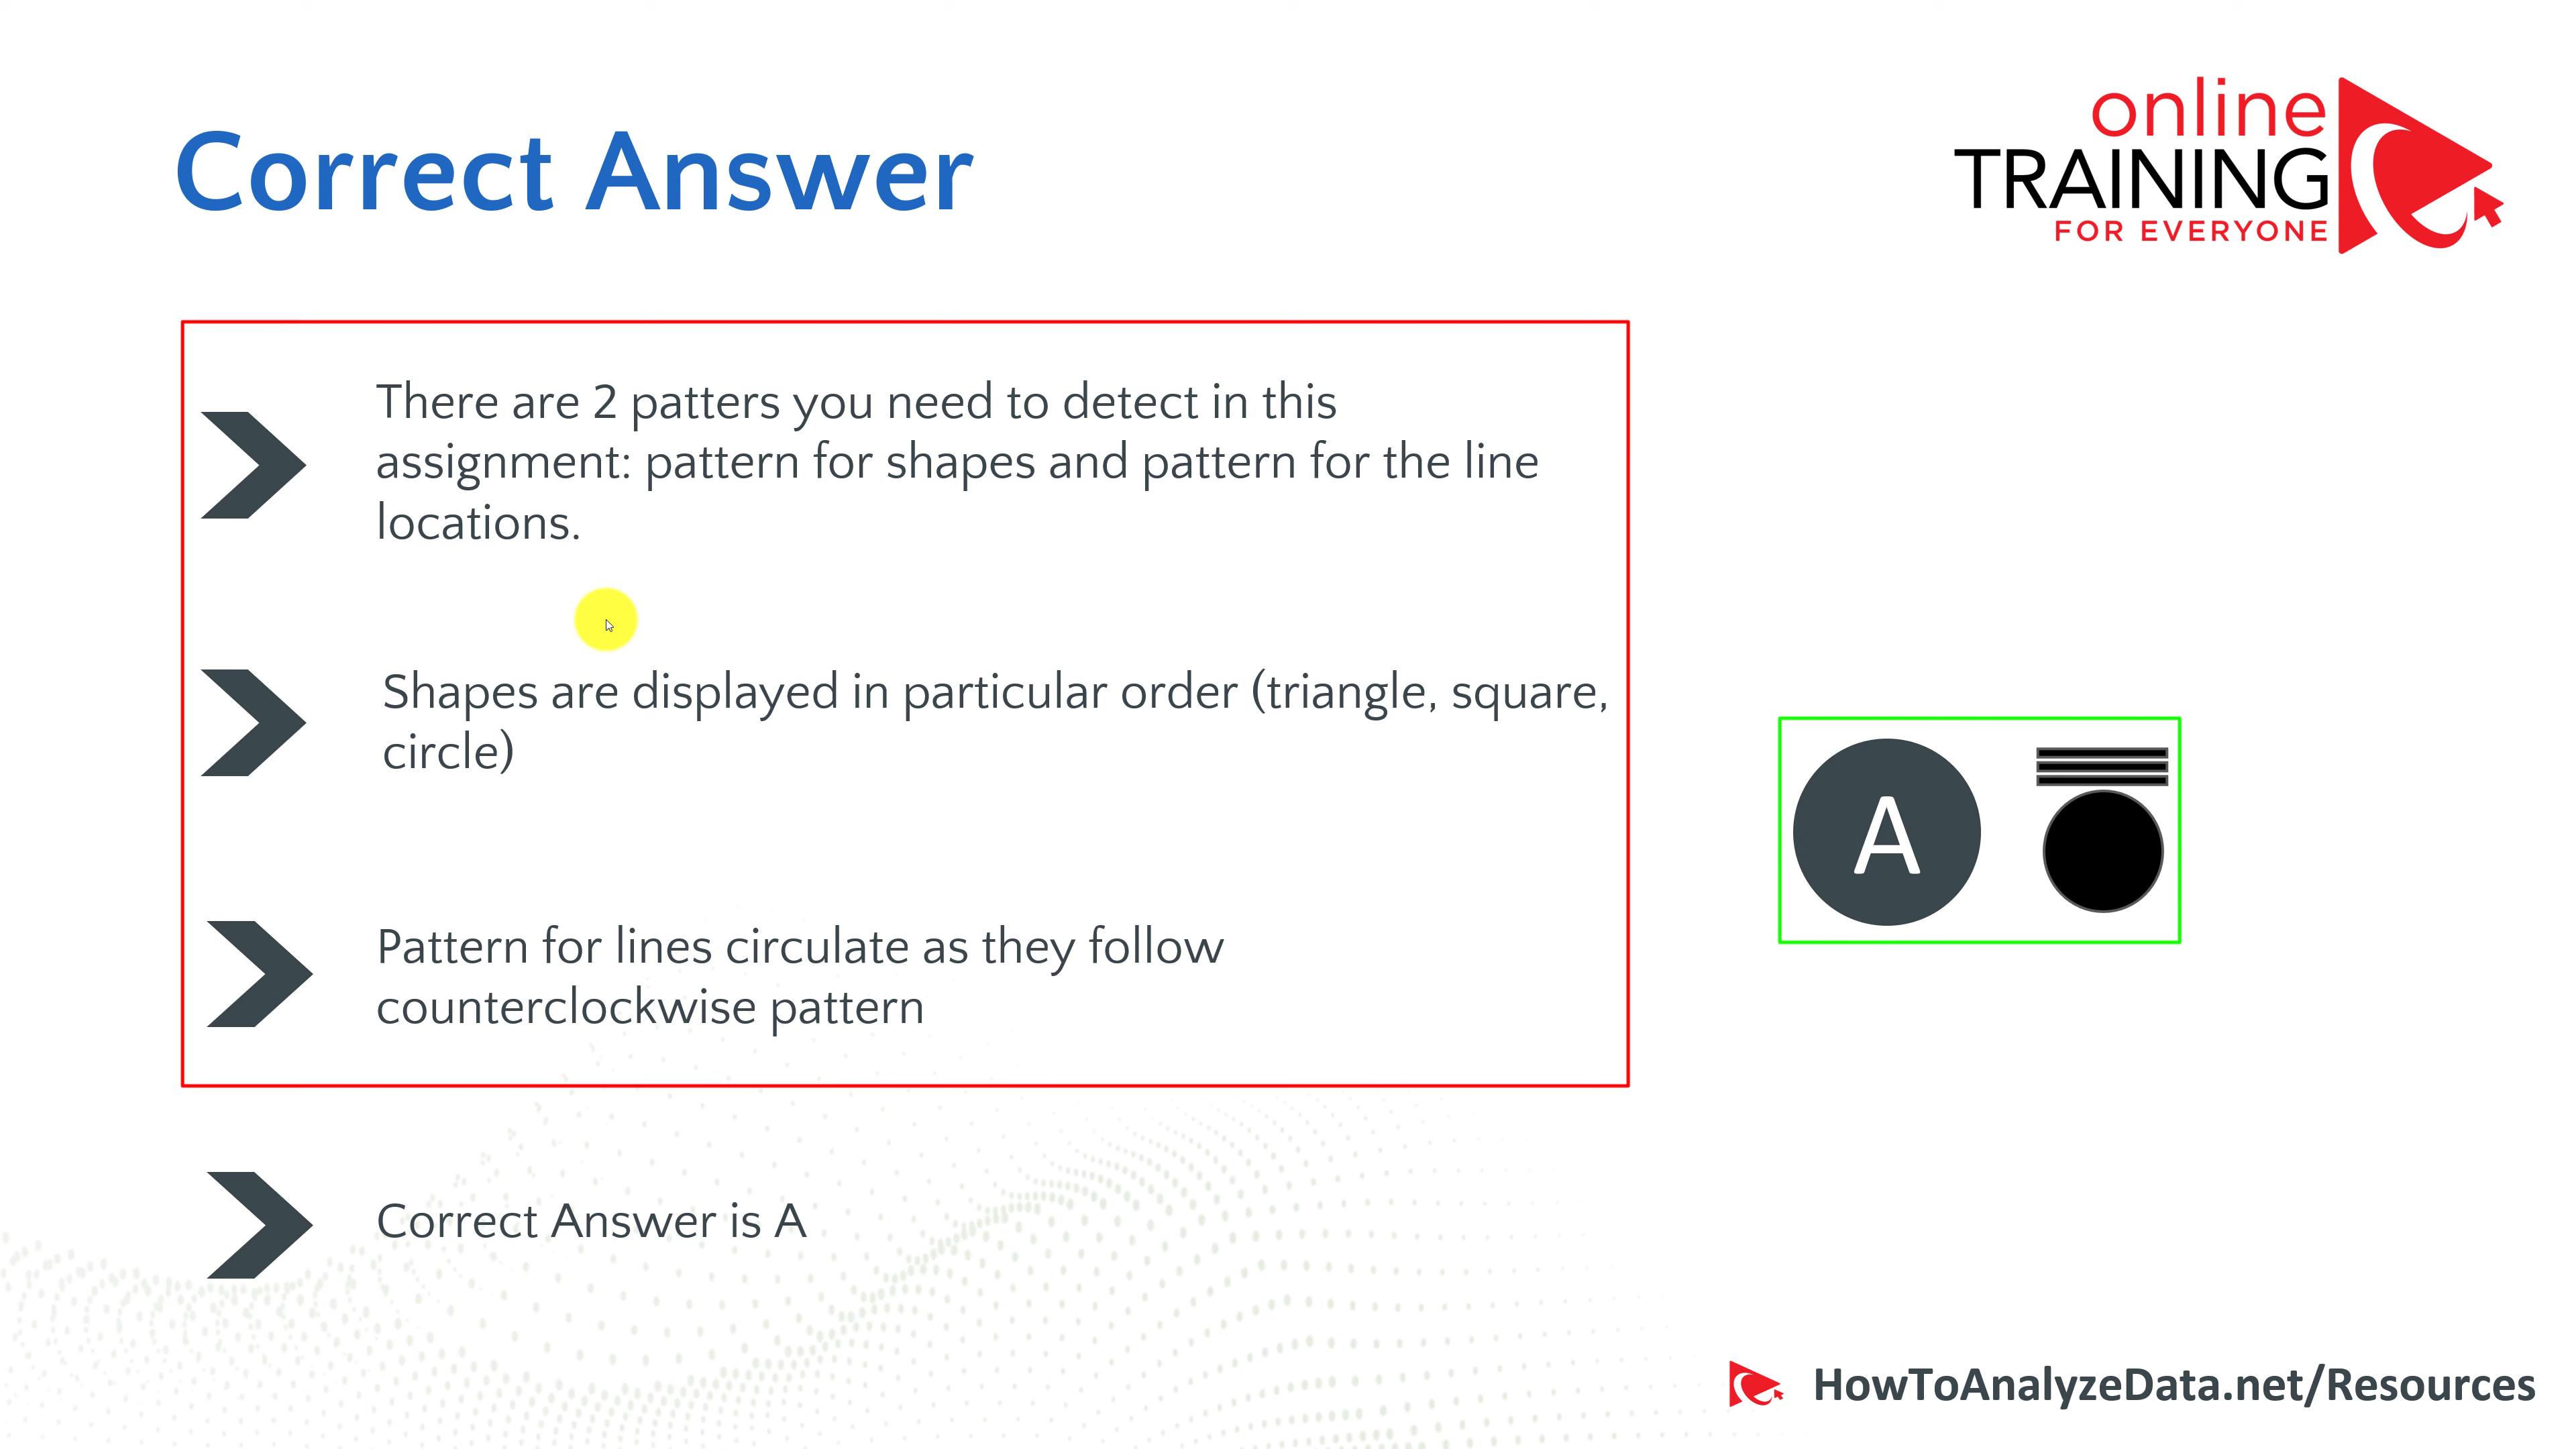 Correct Answer
online
TRAINING
FOR EVERYONE
There are 2 patters you need to detect in this
assignment: pattern for shapes and pattern for the line
locations.
Shapes are displayed in particular order (triangle, square,
circle)
A
Pattern for lines circulate as they follow
counterclockwise pattern
Correct Answer is A
HowToAnalyzeData.net/Resources